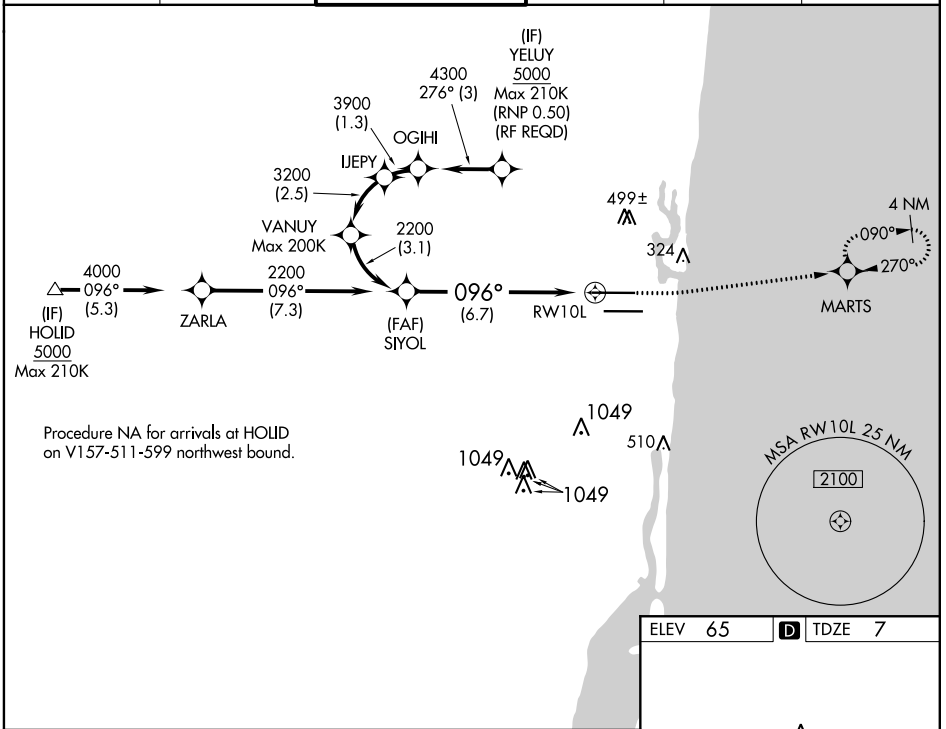 (IF)
YELUY
5000
Max 210K
(RNP 0.50)
(RF REQD)
4300
276° (3)
3900
(1.3)
OGIHI
IJEPY
3200
(2.5)
VANUY
Max 200K
2200
(3.1)
499±
324
4 NM
090°
270°
MARTS
4000
096°
(5.3)
(IF)
HOLID
5000
Max 210K
ZARLA
2200
096°
(7.3)
(FAF)
SIYOL
096°
(6.7)
RW10L
Procedure NA for arrivals at HOLID
on V157-511-599 northwest bound.
1049
510
1049
1049
MSA RW10L 25 NM
2100
ELEV 65 D TDZE 7